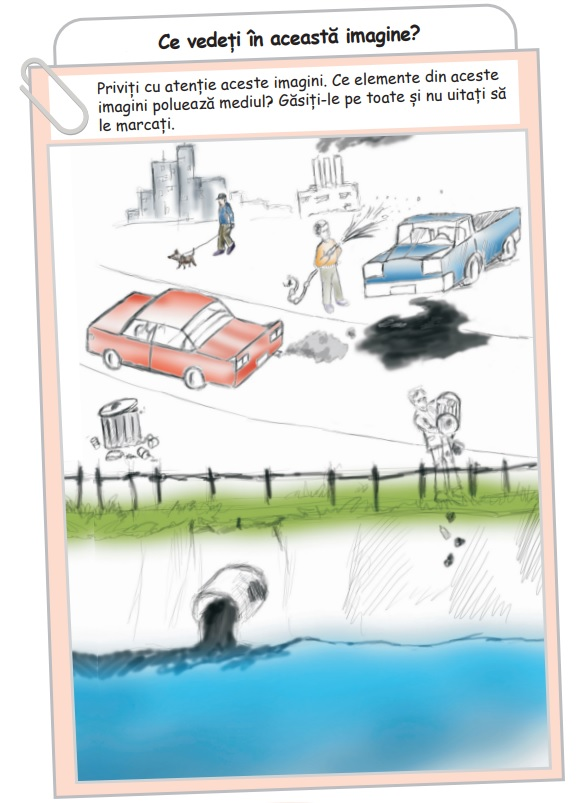 Ce vedeți în această imagine?
Priviți cu atenție aceste imagini. Ce elemente din aceste
imagini poluează mediul? Găsiți-le pe toate și nu uitați să
le marcați.